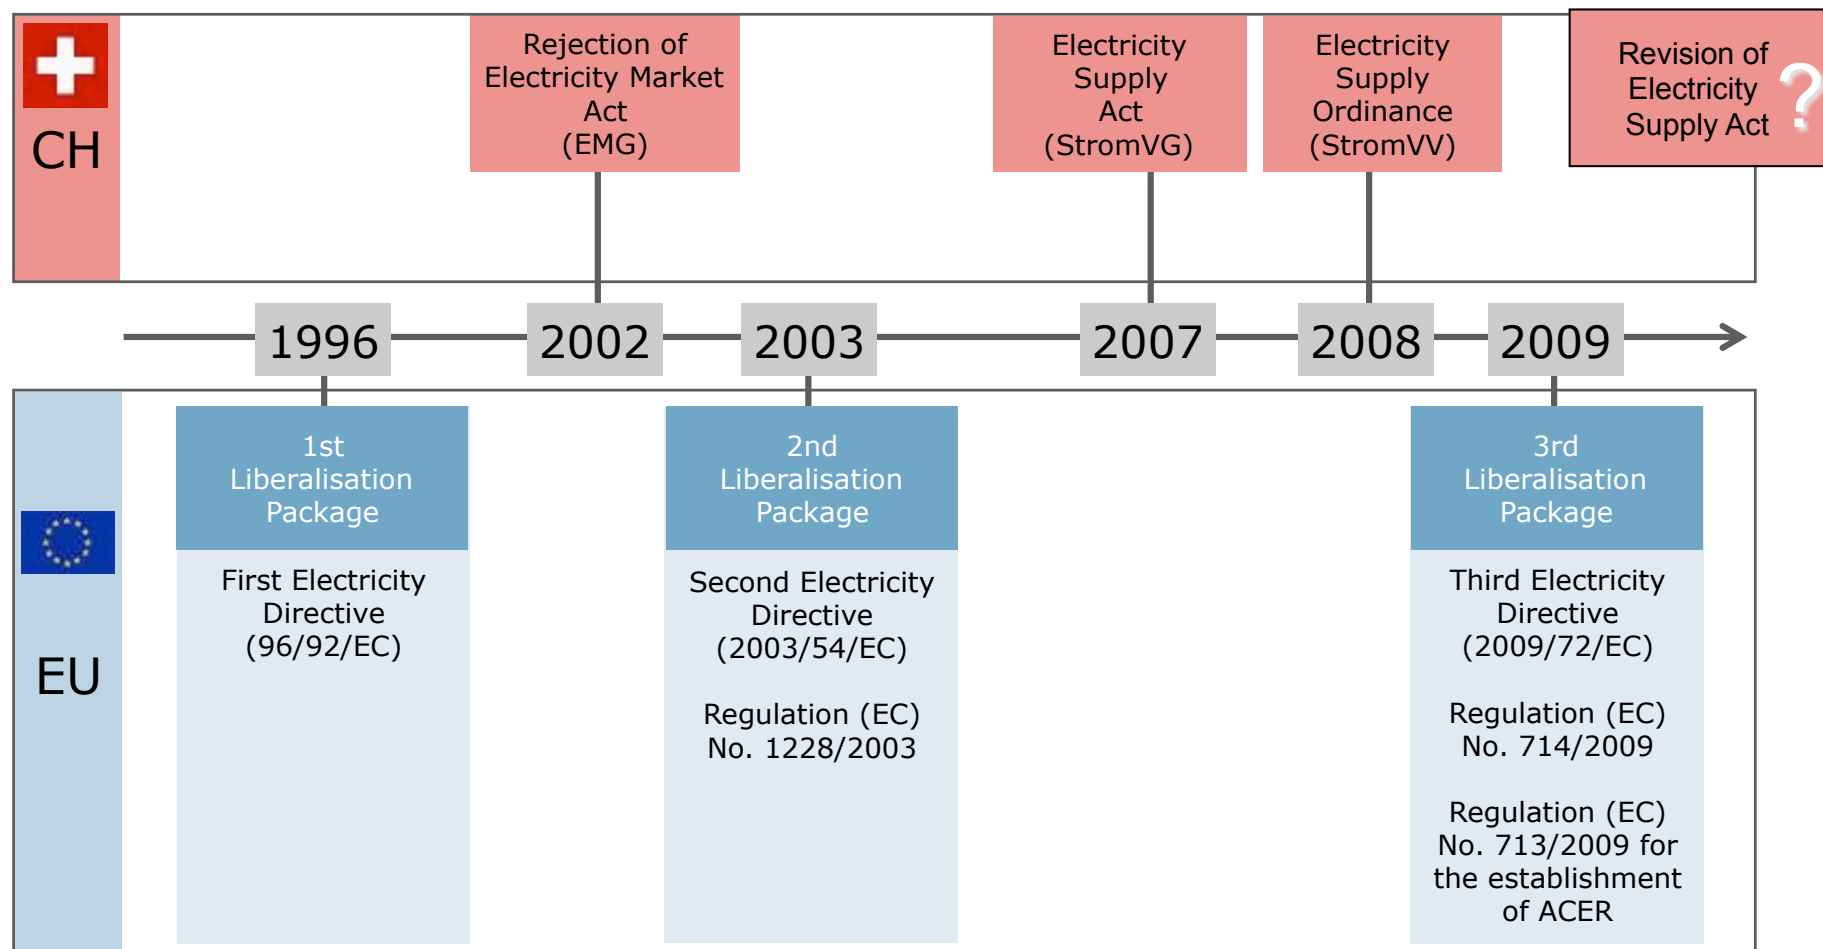 CH
Rejection of
Electricity Market
Act
(EMG)
Electricity
Supply
Act
(StromVG)
Electricity
Supply
Ordinance
(StromVV)
Revision of
Electricity
Supply Act
?
1996
2002
2003
2007
2008
2009
EU
1st
Liberalisation
Package
First Electricity
Directive
(96/92/EC)
2nd
Liberalisation
Package
Second Electricity
Directive
(2003/54/EC)
Regulation (EC)
No. 1228/2003
3rd
Liberalisation
Package
Third Electricity
Directive
(2009/72/EC)
Regulation (EC)
No. 714/2009
Regulation (EC)
No. 713/2009 for
the establishment
of ACER